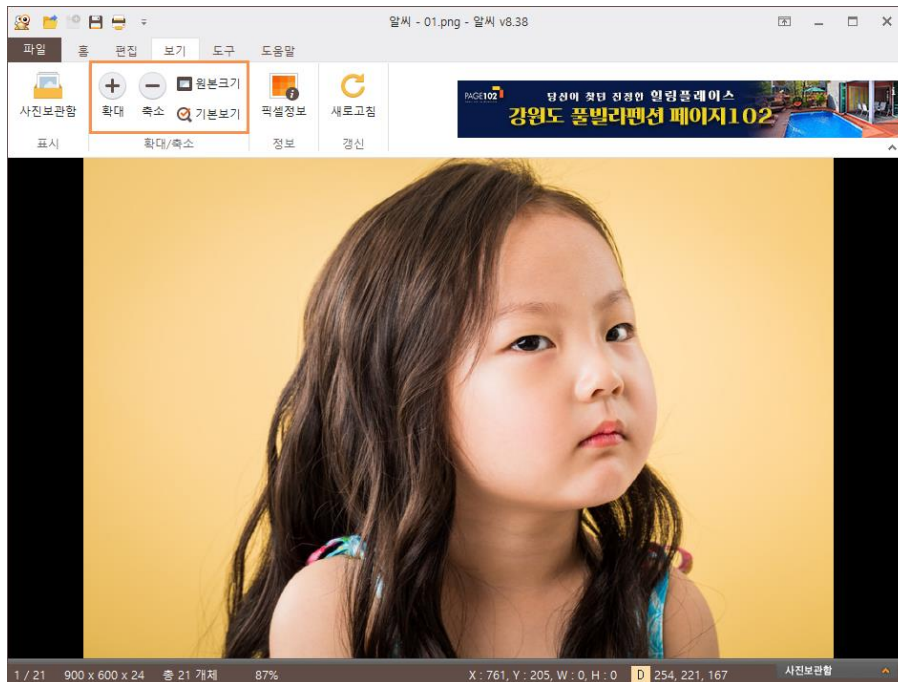 알씨 - 01.png - 알씨 v8.38
파일 홈 편집 보기 도구 도움말
사진보관함 확대 축소 원본크기 기본보기 픽셀정보 새로고침
표시 확대/축소 정보 갱신
PAGE102 당신이 찾던 진정한 힐링플레이스
강원도 풀빌라펜션 페이지102
1 / 21 900 x 600 x 24 총 21 개체 87% X : 761, Y : 205, W : 0, H : 0 D 254, 221, 167 사진보관함